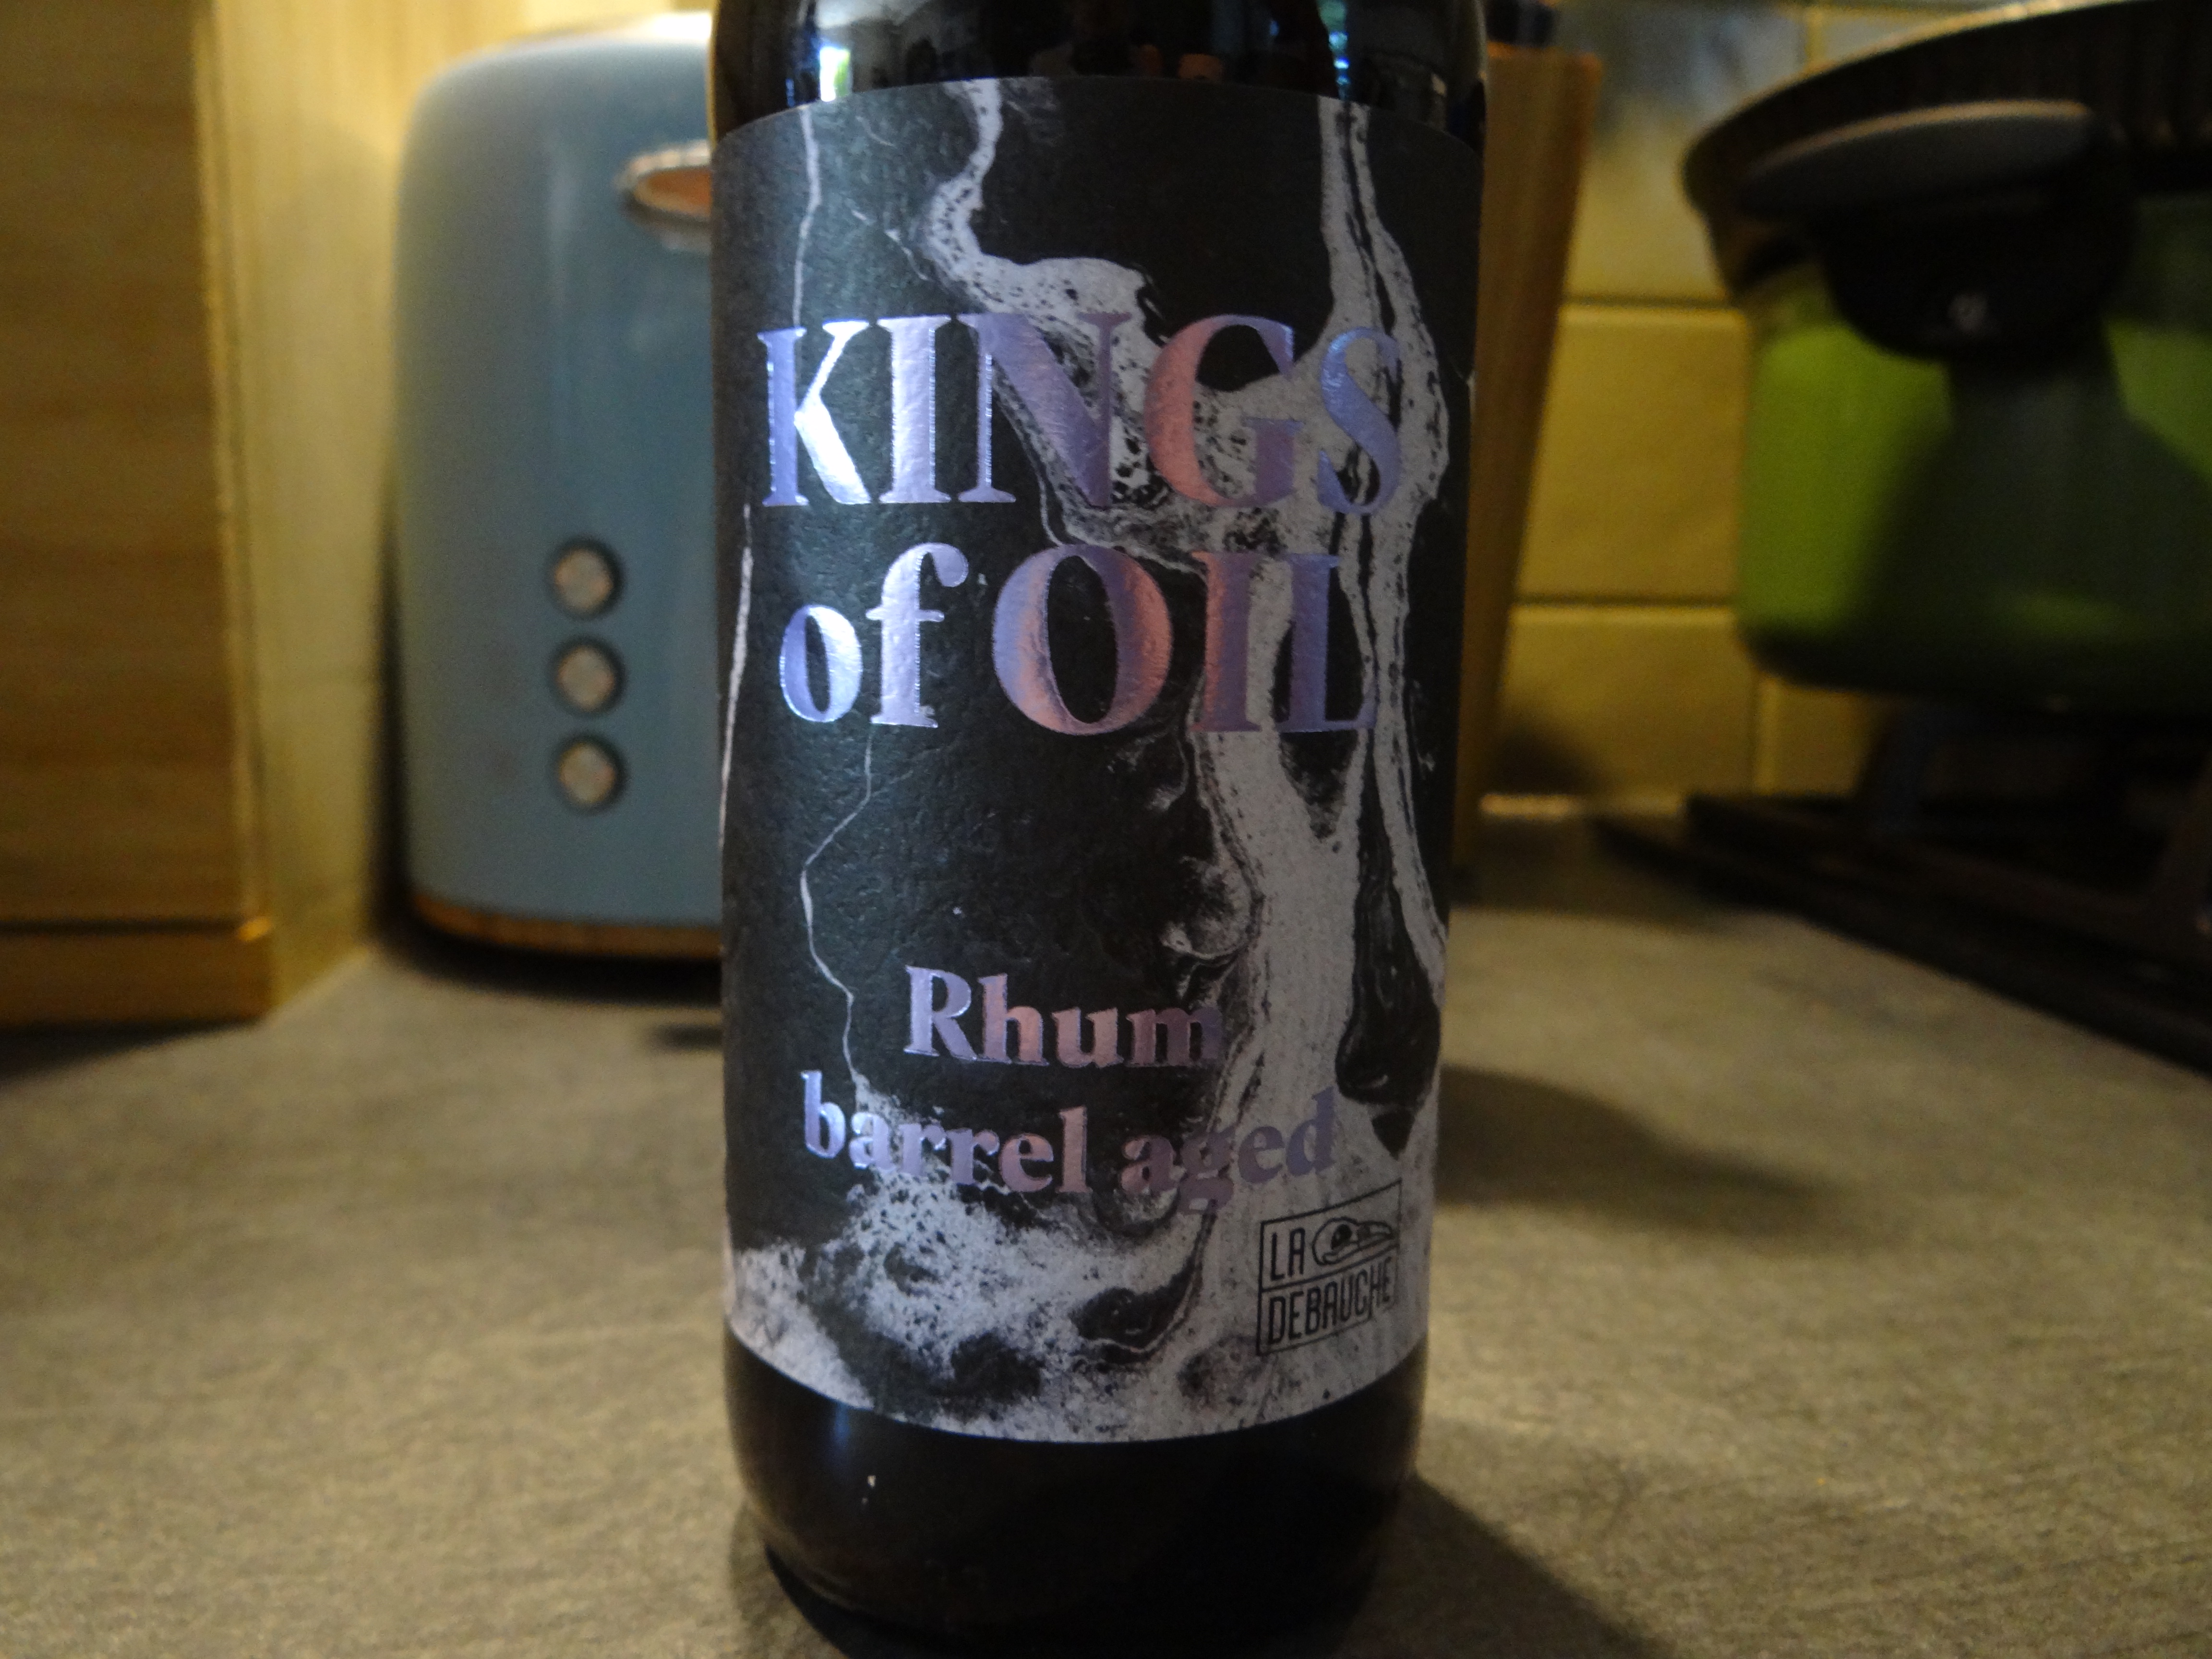 KINGS
of OIL
Rhum
barrel aged
LA
DEBAUCHE